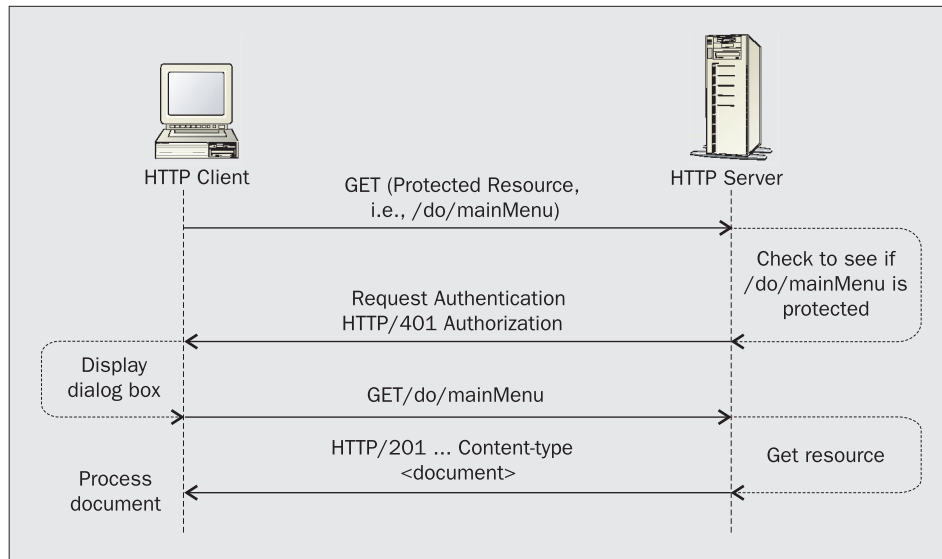 HTTP Client
HTTP Server
GET (Protected Resource,
i.e., /do/mainMenu)
Check to see if
/do/mainMenu is
protected
Request Authentication
HTTP/401 Authorization
Display
dialog box
GET/do/mainMenu
HTTP/201 ... Content-type
<document>
Get resource
Process
document